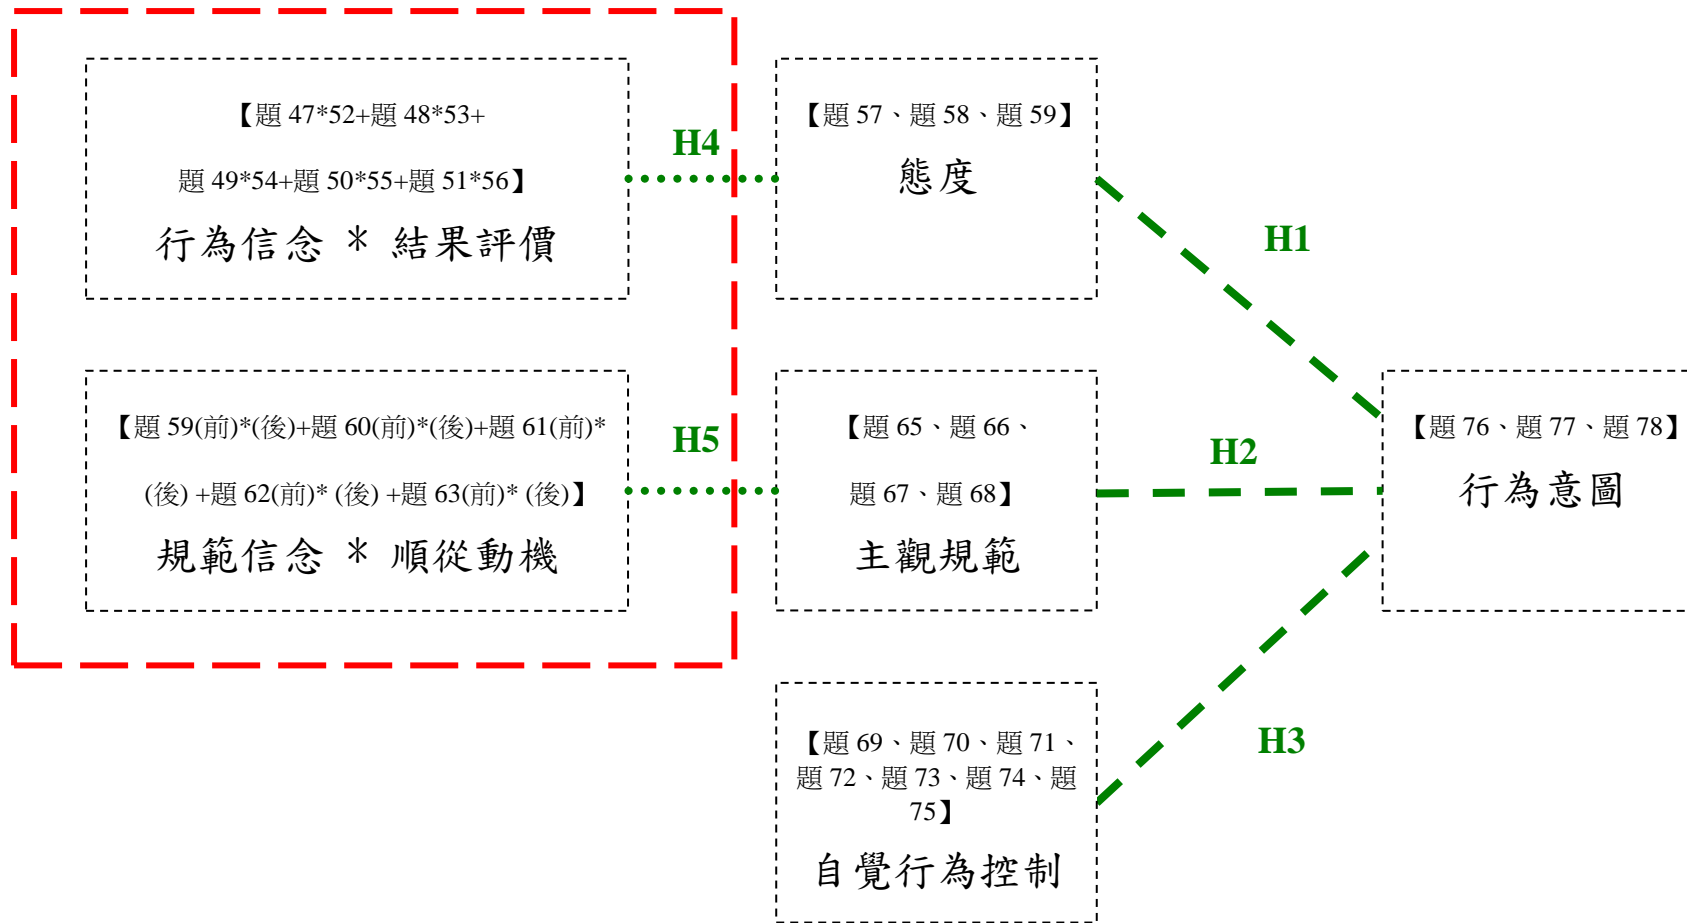 【題 47*52+題 48*53+
題 49*54+題 50*55+題 51*56】
行為信念 * 結果評價
H4
【題 57、題 58、題 59】
態度
H1
【題 59(前)*(後)+題 60(前)*(後)+題 61(前)*
(後) +題 62(前)* (後) +題 63(前)* (後)】
規範信念 * 順從動機
H5
【題 65、題 66、
題 67、題 68】
主觀規範
H2
【題 76、題 77、題 78】
行為意圖
【題 69、題 70、題 71、
題 72、題 73、題 74、題
75】
自覺行為控制
H3